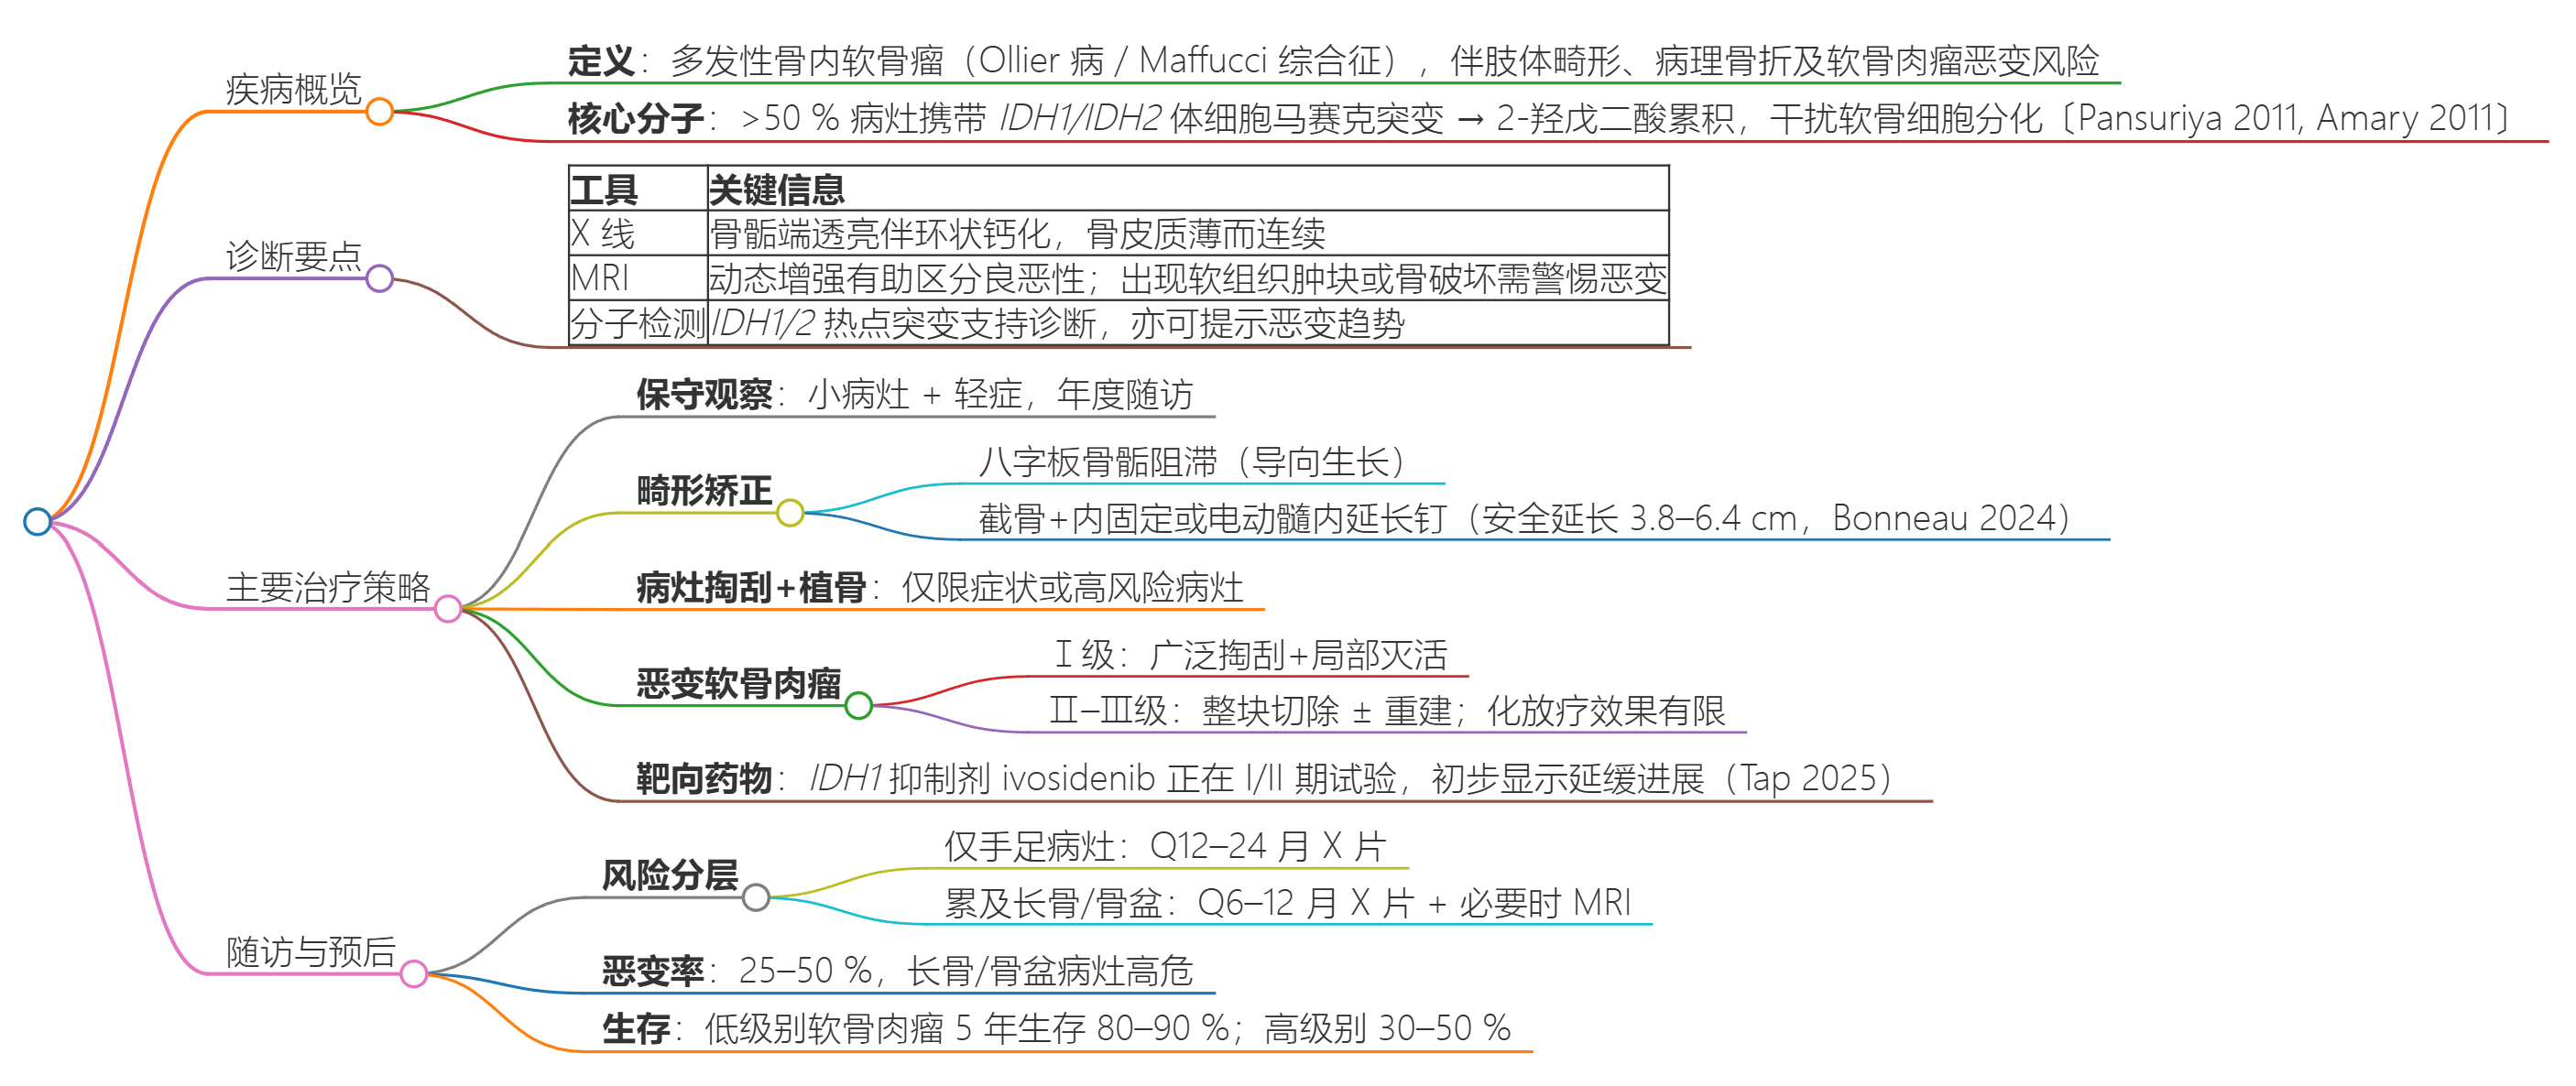 疾病概览
定义：多发性骨内软骨瘤（Ollier 病 / Maffucci 综合征），伴肢体畸形、病理骨折及软骨肉瘤恶变风险
核心分子：>50 % 病灶携带 IDH1/IDH2 体细胞马赛克突变 → 2-羟戊二酸累积，干扰软骨细胞分化〔Pansuriya 2011, Amary 2011〕
诊断要点
工具 关键信息
X 线 骨骺端透亮伴环状钙化，骨皮质薄而连续
MRI 动态增强有助区分良恶性；出现软组织肿块或骨破坏需警惕恶变
分子检测 IDH1/2 热点突变支持诊断，亦可提示恶变趋势
主要治疗策略
保守观察：小病灶 + 轻症，年度随访
畸形矫正
八字板骨骺阻滞（导向生长）
截骨+内固定或电动髓内延长钉（安全延长 3.8–6.4 cm，Bonneau 2024）
病灶掏刮+植骨：仅限症状或高风险病灶
恶变软骨肉瘤
Ⅰ级：广泛掏刮+局部灭活
Ⅱ–Ⅲ级：整块切除 ± 重建；化放疗效果有限
靶向药物：IDH1 抑制剂 ivosidenib 正在 I/II 期试验，初步显示延缓进展（Tap 2025）
随访与预后
风险分层
仅手足病灶：Q12–24 月 X 片
累及长骨/骨盆：Q6–12 月 X 片 + 必要时 MRI
恶变率：25–50 %，长骨/骨盆病灶高危
生存：低级别软骨肉瘤 5 年生存 80–90 %；高级别 30–50 %